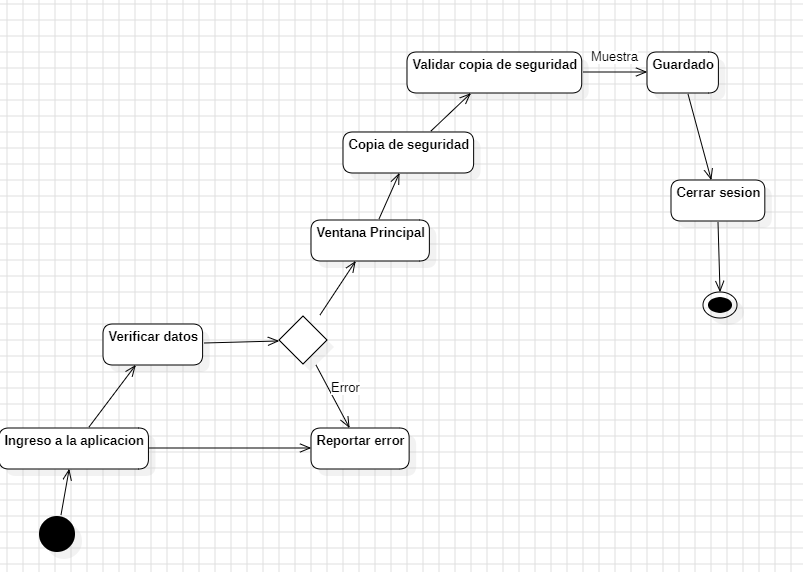 Muestra
Validar copia de seguridad
Guardado
Copia de seguridad
Cerrar sesion
Ventana Principal
Verificar datos
Error
Ingreso a la aplicacion
Reportar error